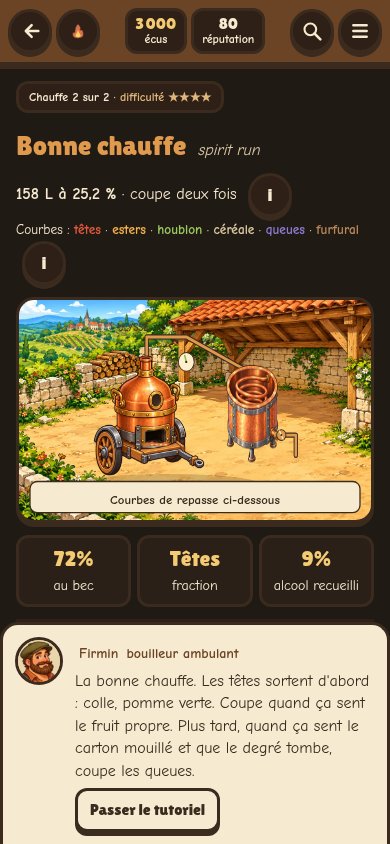 3 000
écus
80
réputation
Chauffe 2 sur 2 · difficulté ★★★★
Bonne chauffe spirit run
158 L à 25,2 % · coupe deux fois i
Courbes : têtes · esters · houblon · céréale · queues · furfural
i
Courbes de repasse ci-dessous
72%
au bec
Têtes
fraction
9%
alcool recueilli
Firmin bouilleur ambulant
La bonne chauffe. Les têtes sortent d'abord
: colle, pomme verte. Coupe quand ça sent
le fruit propre. Plus tard, quand ça sent le
carton mouillé et que le degré tombe,
coupe les queues.
Passer le tutoriel